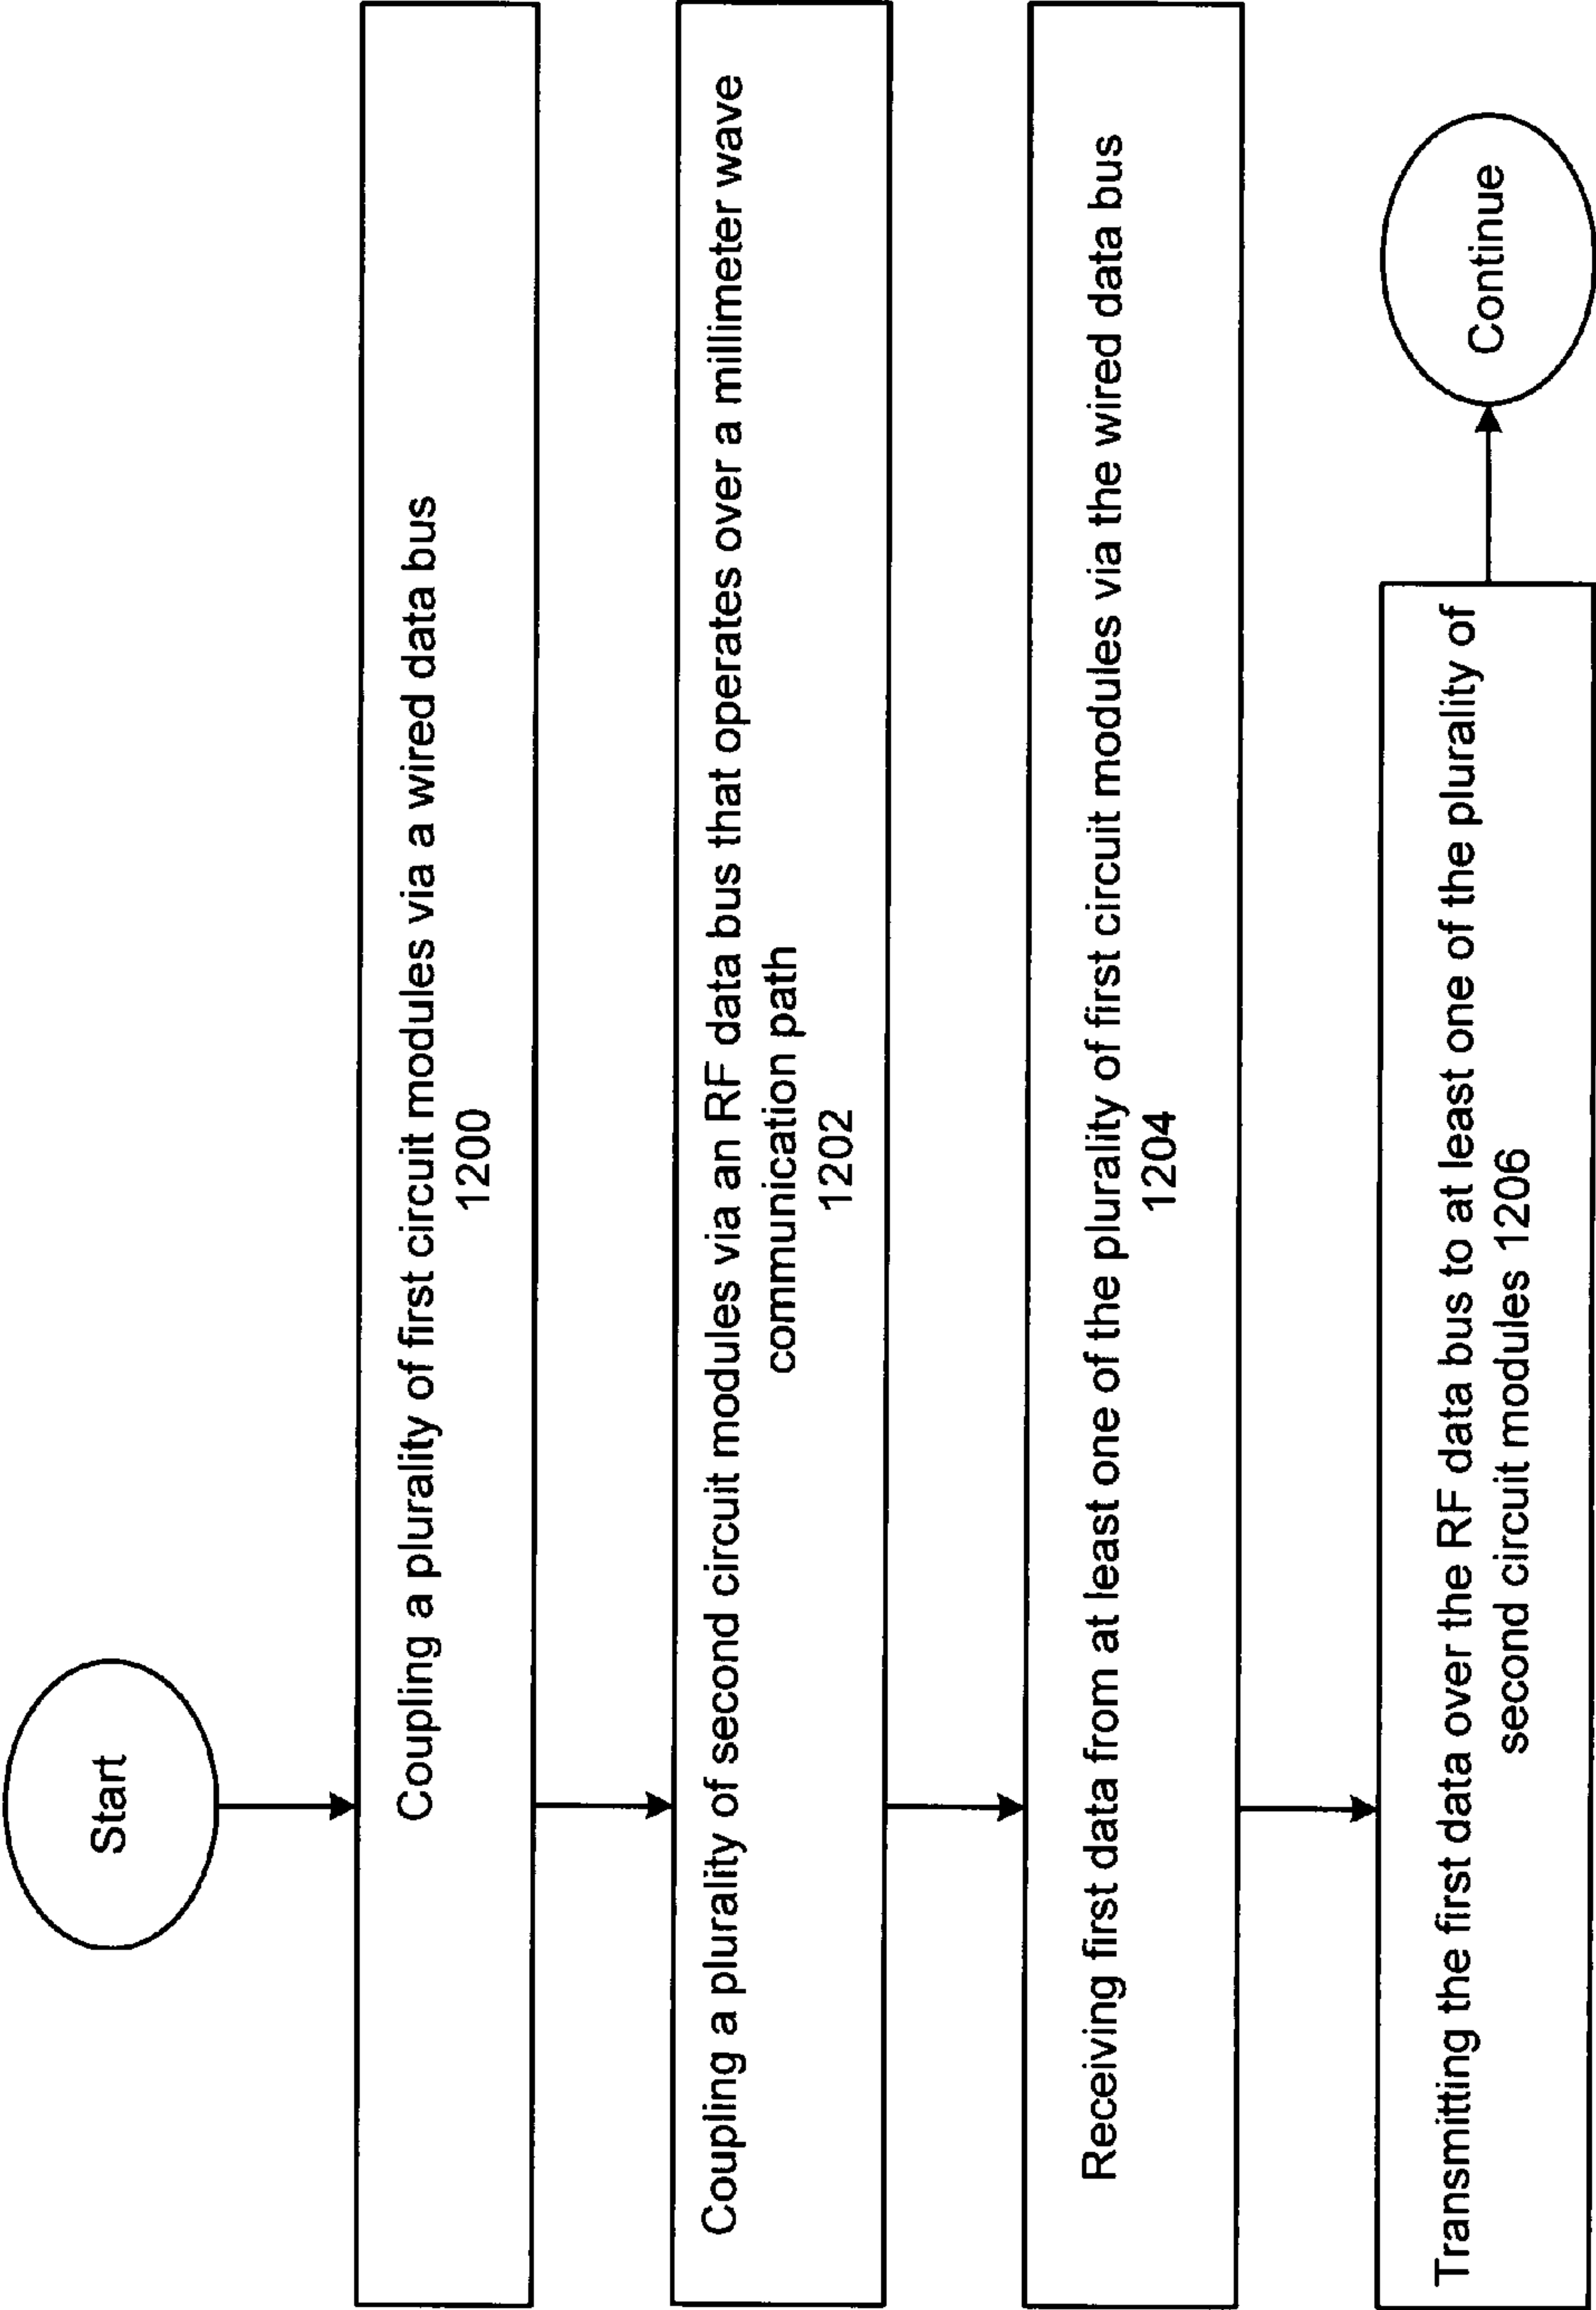 Start
Coupling a plurality of first circuit modules via a wired data bus
1200
Coupling a plurality of second circuit modules via an RF data bus that operates over a millimeter wave
communication path
1202
Receiving first data from at least one of the plurality of first circuit modules via the wired data bus
1204
Transmitting the first data over the RF data bus to at least one of the plurality of
second circuit modules 1206
Continue